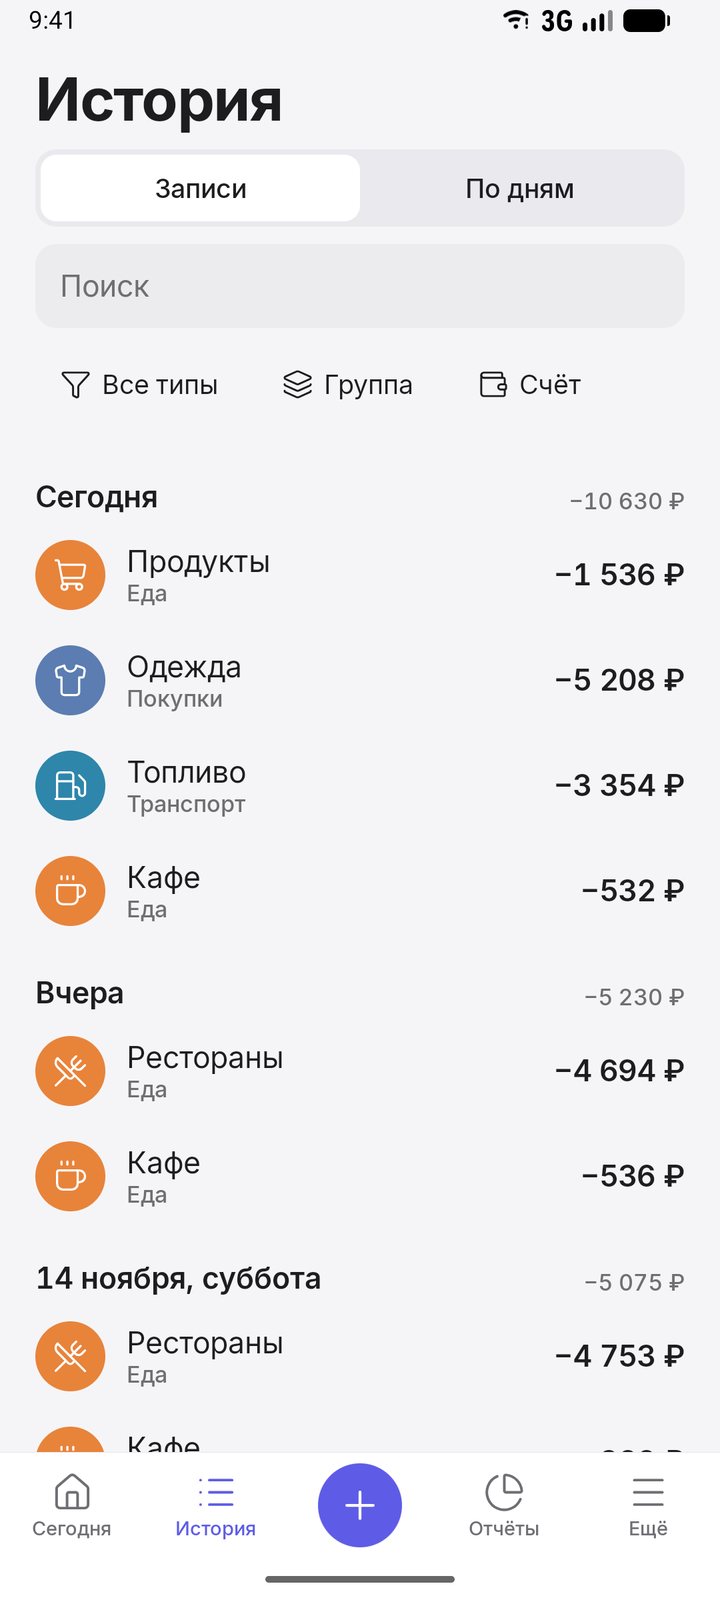 9:41
3G
История
Записи
По дням
Поиск
Все типы
Группа
Счёт
Сегодня
−10 630 ₽
Продукты
Еда
−1 536 ₽
Одежда
Покупки
−5 208 ₽
Топливо
Транспорт
−3 354 ₽
Кафе
Еда
−532 ₽
Вчера
−5 230 ₽
Рестораны
Еда
−4 694 ₽
Кафе
Еда
−536 ₽
14 ноября, суббота
−5 075 ₽
Рестораны
Еда
−4 753 ₽
Кафе
Сегодня
История
Отчёты
Ещё